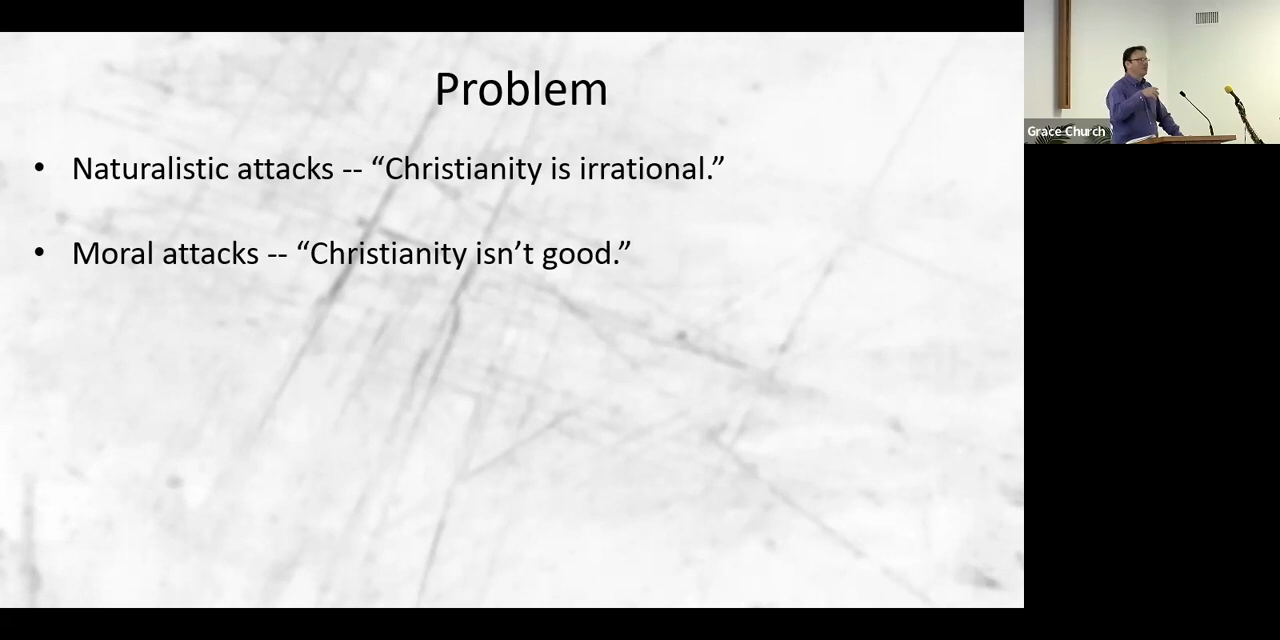 Problem
• Naturalistic attacks -- “Christianity is irrational.”
• Moral attacks -- “Christianity isn’t good.”
Grace Church